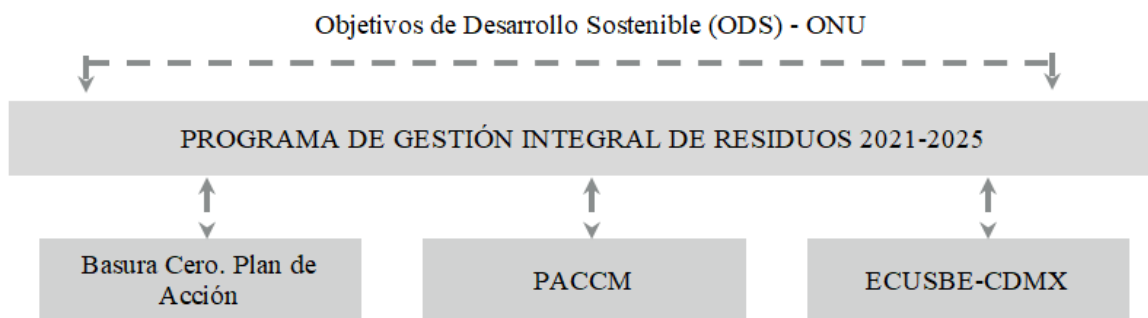 Objetivos de Desarrollo Sostenible (ODS) - ONU
PROGRAMA DE GESTIÓN INTEGRAL DE RESIDUOS 2021-2025
Basura Cero. Plan de
Acción
PACCM
ECUSBE-CDMX